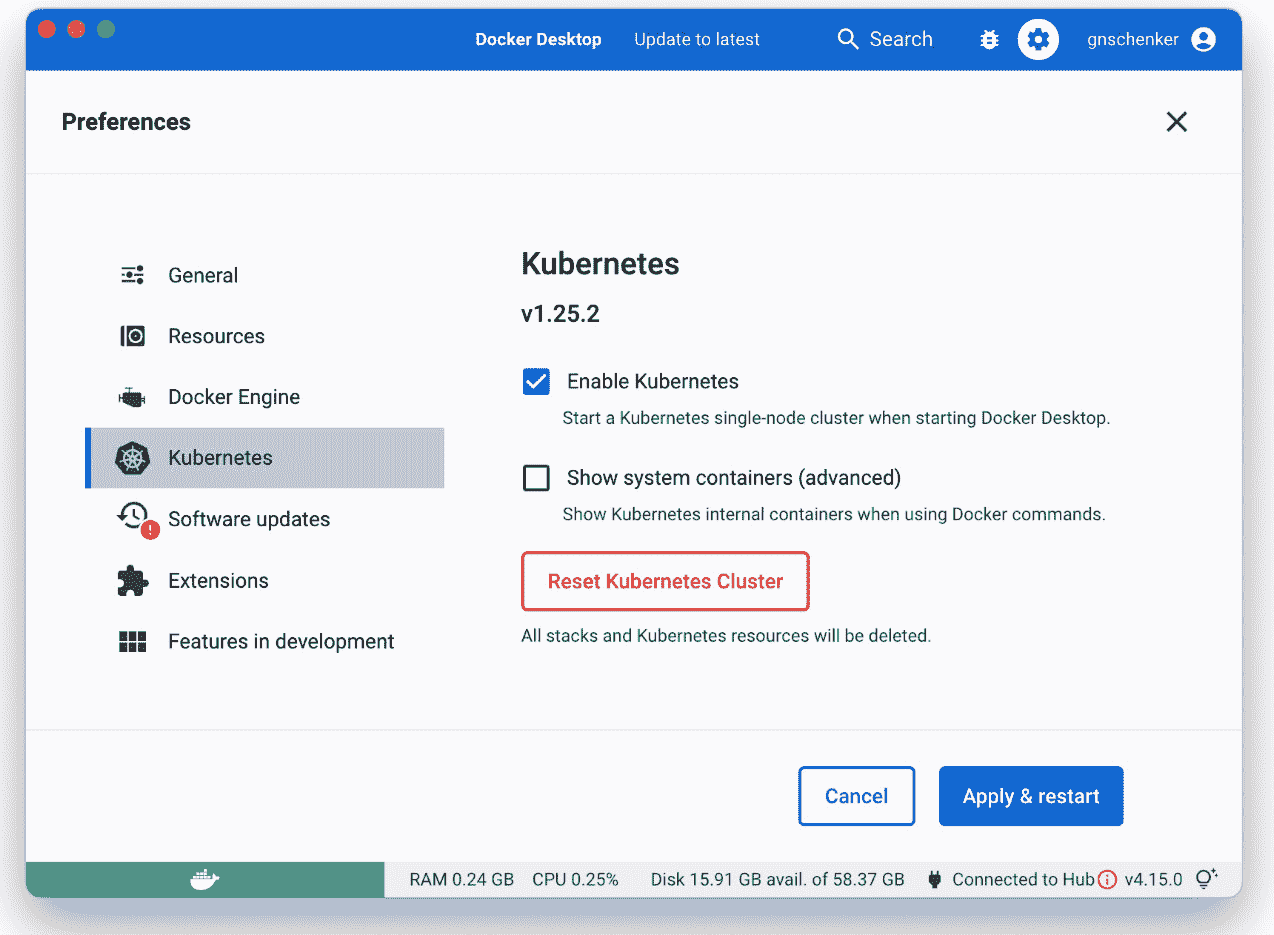 Docker Desktop Update to latest Search gnschenker
Preferences
General
Resources
Docker Engine
Kubernetes
Software updates
Extensions
Features in development
Kubernetes
v1.25.2
Enable Kubernetes
Start a Kubernetes single-node cluster when starting Docker Desktop.
Show system containers (advanced)
Show Kubernetes internal containers when using Docker commands.
Reset Kubernetes Cluster
All stacks and Kubernetes resources will be deleted.
Cancel Apply & restart
RAM 0.24 GB CPU 0.25% Disk 15.91 GB avail. of 58.37 GB Connected to Hub v4.15.0